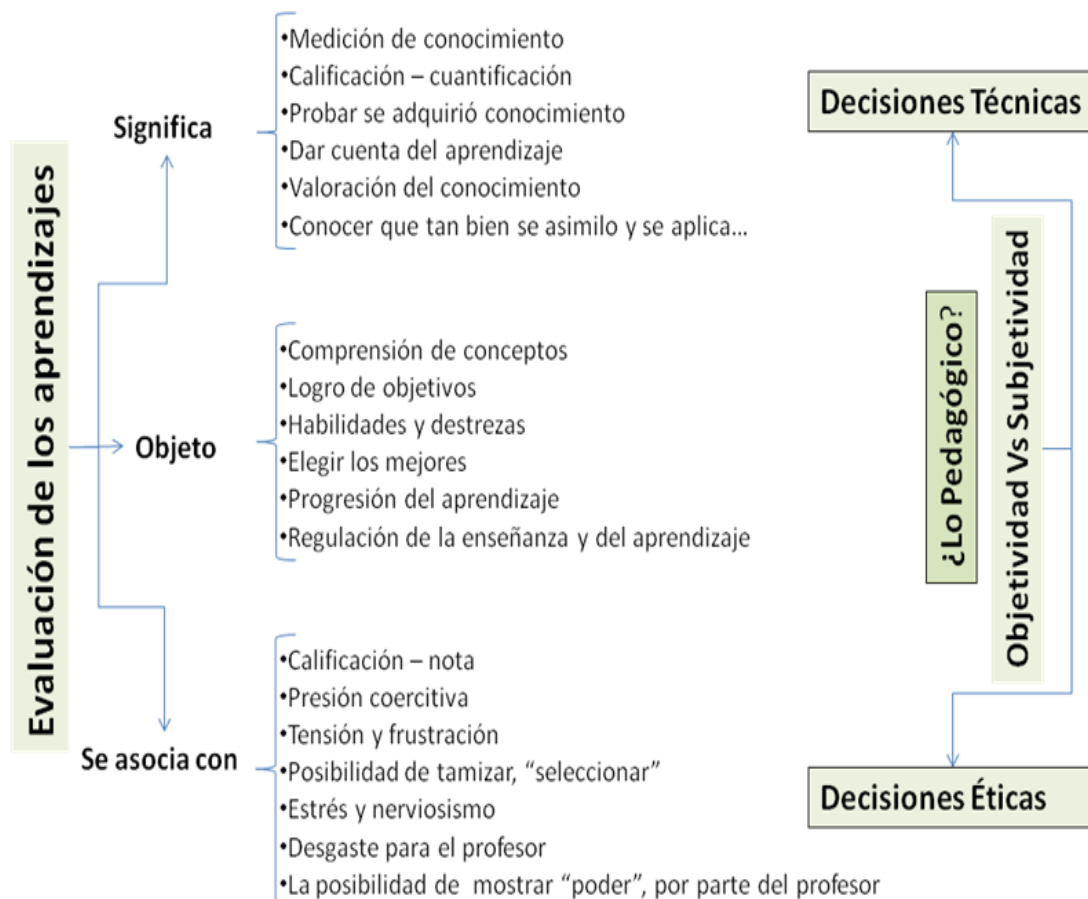 Evaluación de los aprendizajes
Significa
•Medición de conocimiento
•Calificación – cuantificación
•Probar se adquirió conocimiento
•Dar cuenta del aprendizaje
•Valoración del conocimiento
•Conocer que tan bien se asimilo y se aplica...
Objeto
•Comprensión de conceptos
•Logro de objetivos
•Habilidades y destrezas
•Elegir los mejores
•Progresión del aprendizaje
•Regulación de la enseñanza y del aprendizaje
Se asocia con
•Calificación – nota
•Presión coercitiva
•Tensión y frustración
•Posibilidad de tamizar, “seleccionar”
•Estrés y nerviosismo
•Desgaste para el profesor
•La posibilidad de mostrar “poder”, por parte del profesor
Decisiones Técnicas
¿Lo Pedagógico?
Objetividad Vs Subjetividad
Decisiones Éticas